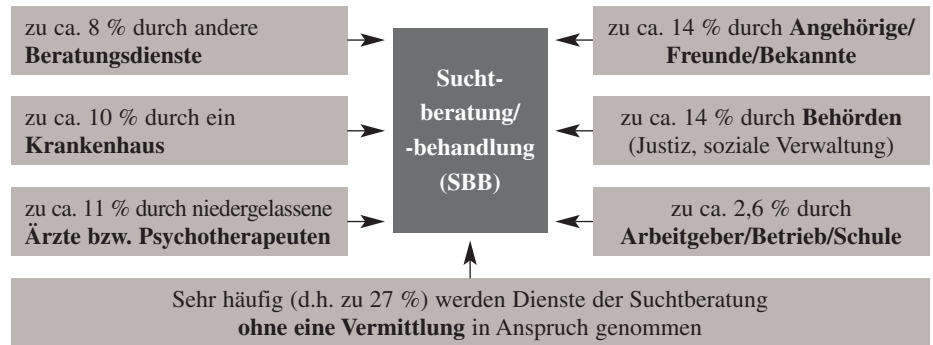 zu ca. 8 % durch andere
Beratungsdienste
zu ca. 10 % durch ein
Krankenhaus
zu ca. 11 % durch niedergelassene
Ärzte bzw. Psychotherapeuten
Sucht-
beratung/
-behandlung
(SBB)
zu ca. 14 % durch Angehörige/
Freunde/Bekannte
zu ca. 14 % durch Behörden
(Justiz, soziale Verwaltung)
zu ca. 2,6 % durch
Arbeitgeber/Betrieb/Schule
Sehr häufig (d.h. zu 27 %) werden Dienste der Suchtberatung
ohne eine Vermittlung in Anspruch genommen